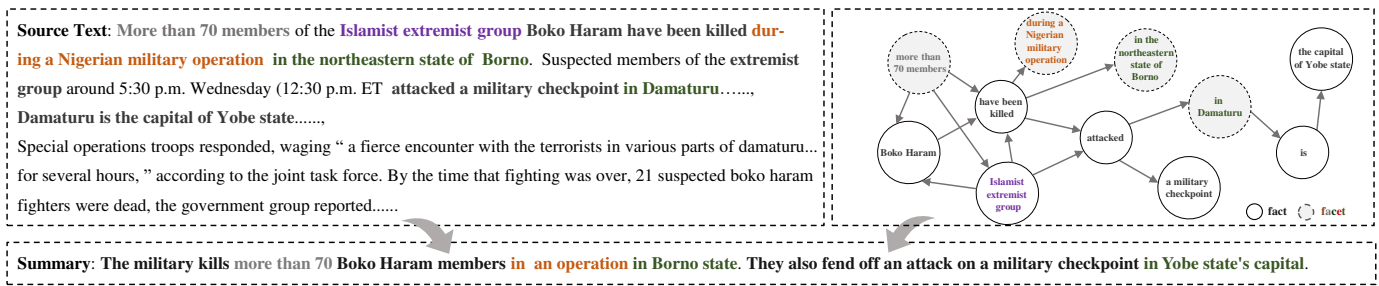 Source Text: More than 70 members of the Islamist extremist group Boko Haram have been killed dur-
ing a Nigerian military operation in the northeastern state of Borno. Suspected members of the extremist
group around 5:30 p.m. Wednesday (12:30 p.m. ET attacked a military checkpoint in Damaturu…...,
Damaturu is the capital of Yobe state......,
Special operations troops responded, waging “ a fierce encounter with the terrorists in various parts of damaturu...
for several hours, ” according to the joint task force. By the time that fighting was over, 21 suspected boko haram
fighters were dead, the government group reported......
more than
70 members
during a
Nigerian
military
operation
in the
northeastern
state of
Borno
the capital
of Yobe state
have been
killed
in
Damaturu
Boko Haram
attacked
is
Islamist
extremist
group
a military
checkpoint
fact
facet
Summary: The military kills more than 70 Boko Haram members in an operation in Borno state. They also fend off an attack on a military checkpoint in Yobe state's capital.